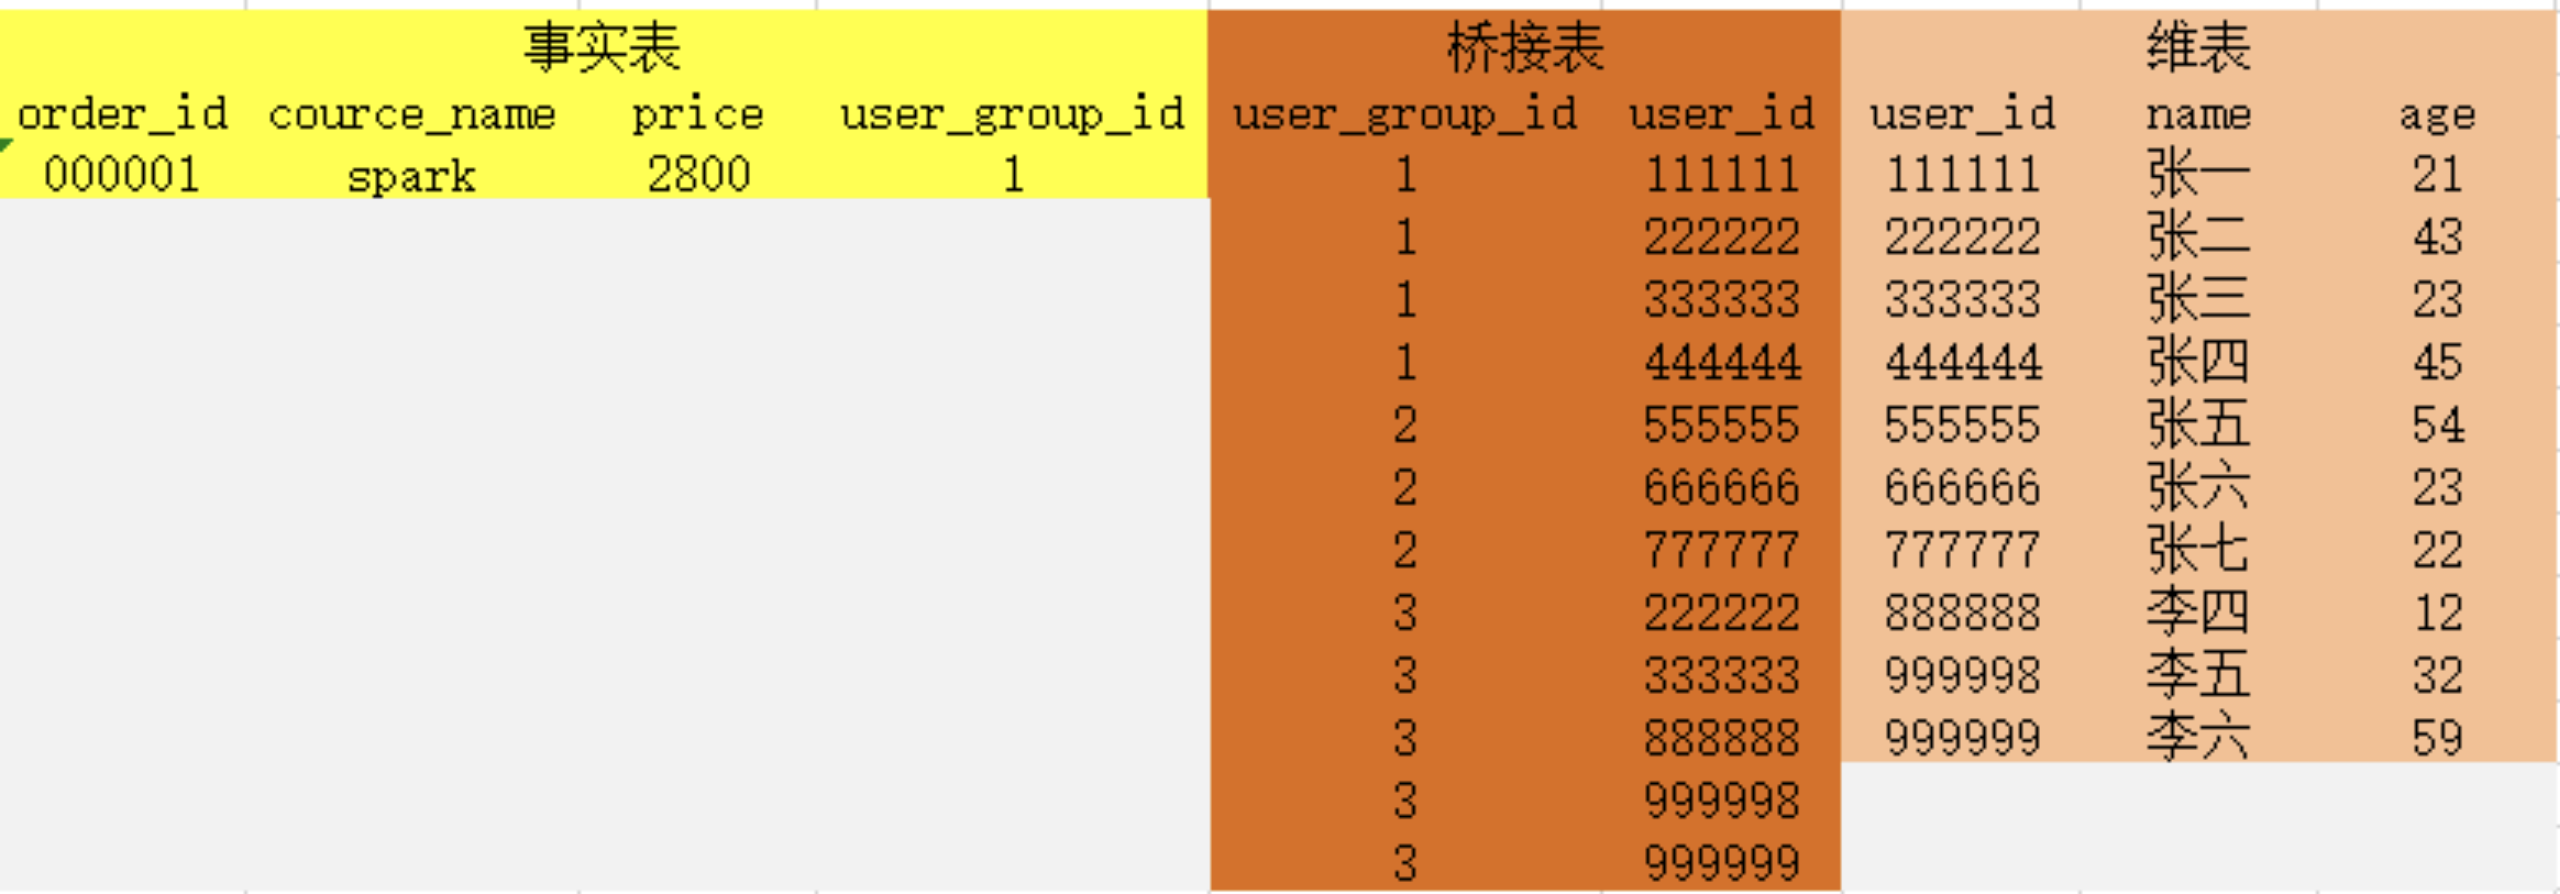 事实表 桥接表 维表
order_id cource_name price user_group_id user_group_id user_id user_id name age
000001 spark 2800 1 1 111111 111111 张一 21
1 222222 222222 张二 43
1 333333 333333 张三 23
1 444444 444444 张四 45
2 555555 555555 张五 54
2 666666 666666 张六 23
2 777777 777777 张七 22
3 222222 888888 李四 12
3 333333 999998 李五 32
3 888888 999999 李六 59
3 999998
3 999999